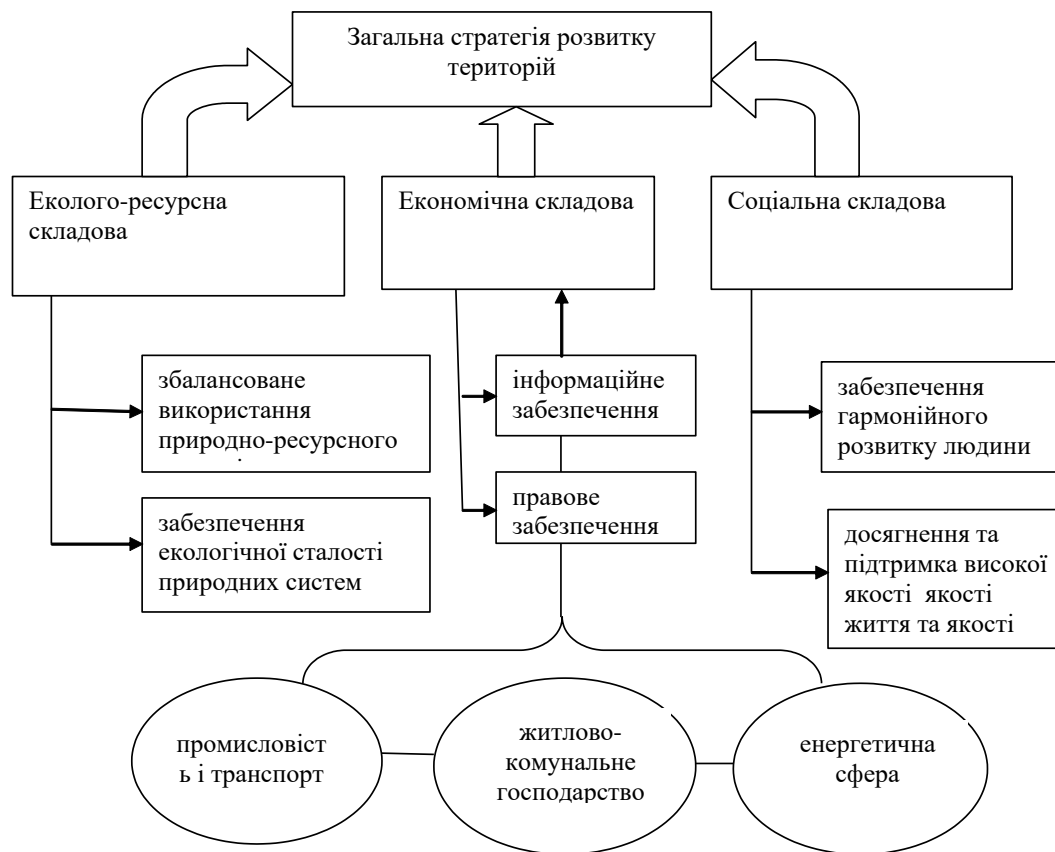 Загальна стратегія розвитку
територій
Еколого-ресурсна
складова
Економічна складова
Соціальна складова
збалансоване
використання
природно-ресурсного
забезпечення
екологічної сталості
природних систем
інформаційне
забезпечення
правове
забезпечення
забезпечення
гармонійного
розвитку людини
досягнення та
підтримка високої
якості  якості
життя та якості
промисловіст
ь і транспорт
житлово-
комунальне
господарство
енергетична
сфера